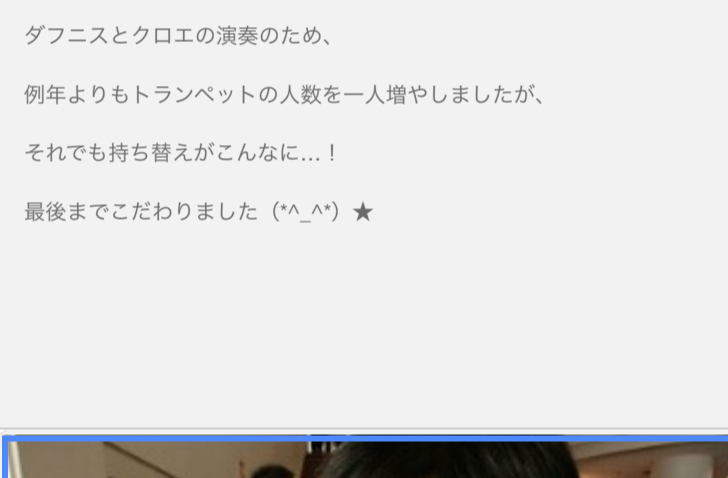 ダフニスとクロエの演奏のため、
例年よりもトランペットの人数を一人増やしましたが、
それでも持ち替えがこんなに…！
最後までこだわりました（*^_^*）★